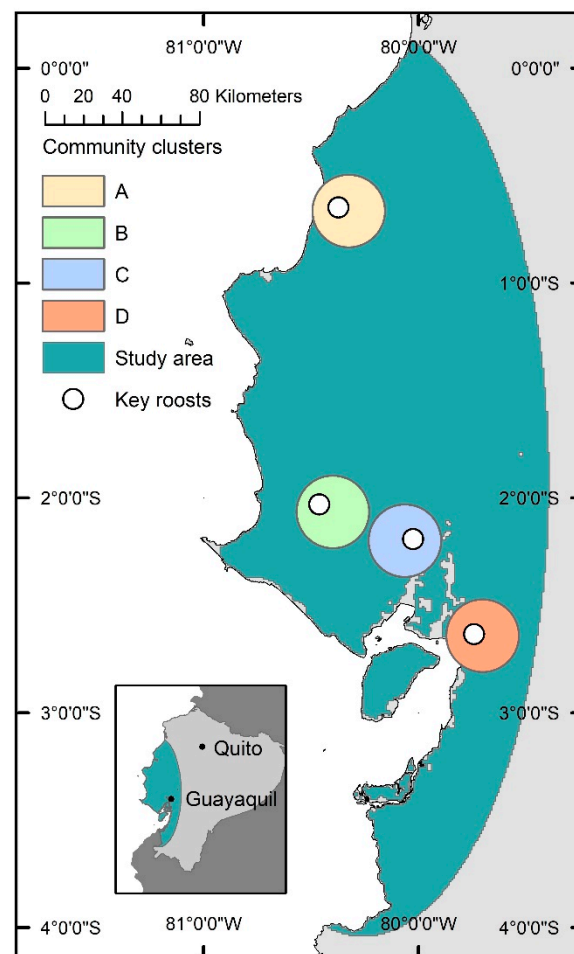 81°0'0"W 80°0'0"W
0°0'0" 0°0'0"
0 20 40 80 Kilometers
Community clusters
A
B
C
D
Study area
Key roosts
1°0'0"S 1°0'0"S
2°0'0"S 2°0'0"S
3°0'0"S 3°0'0"S
Quito
Guayaquil
4°0'0"S 4°0'0"S
81°0'0"W 80°0'0"W